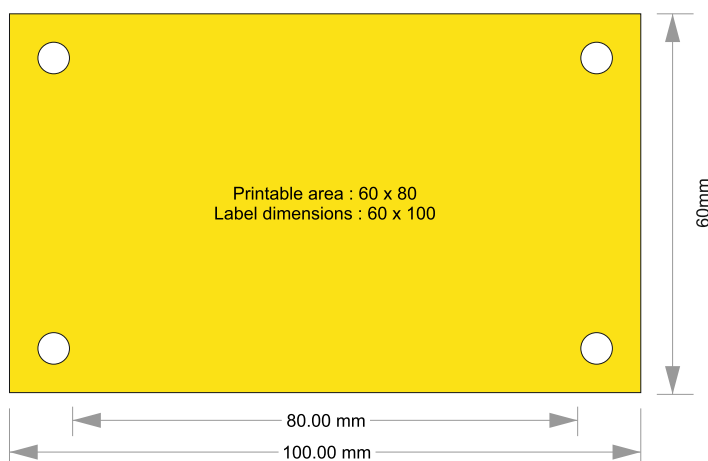 Printable area : 60 x 80
Label dimensions : 60 x 100
60mm
80.00 mm
100.00 mm